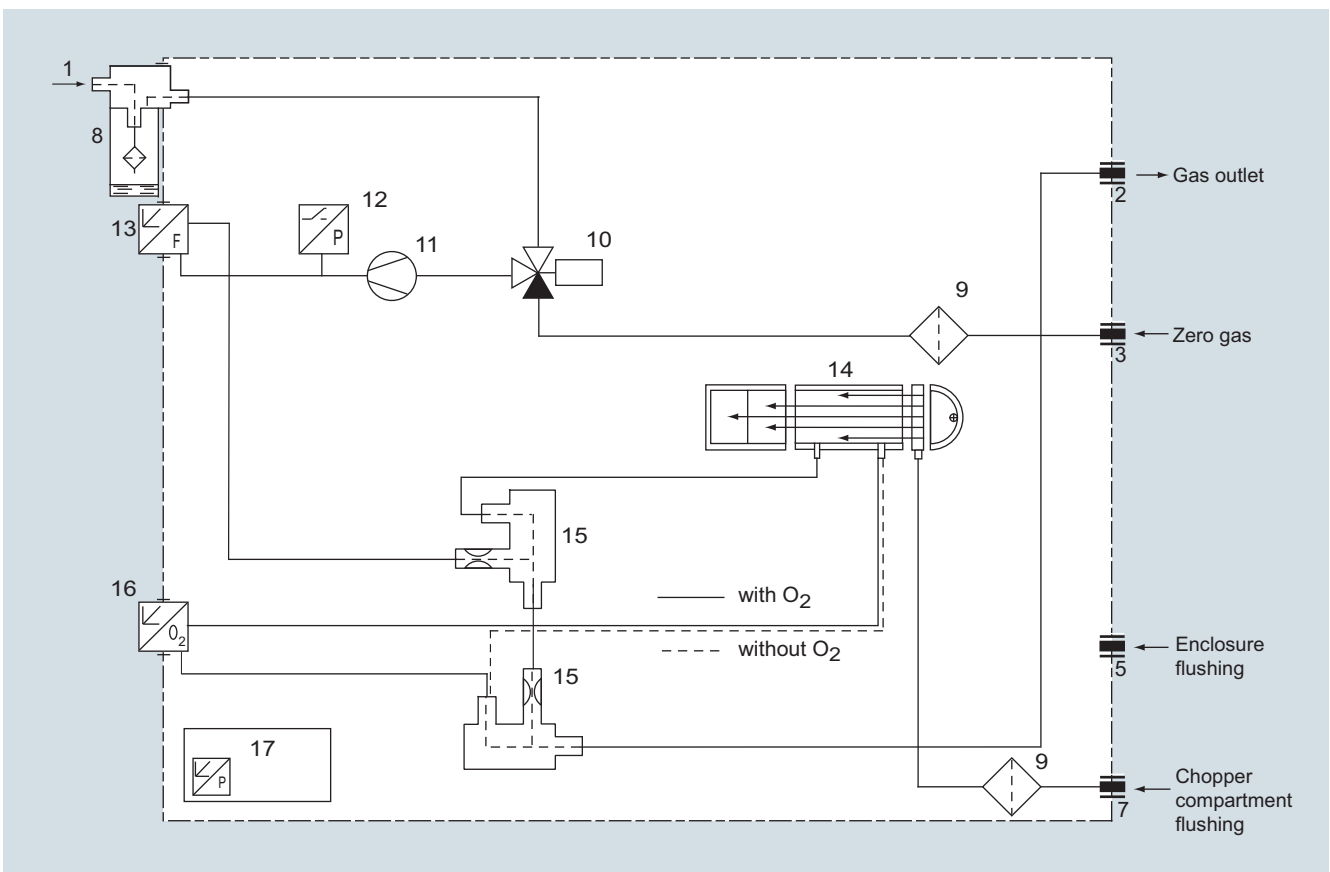 1
8
12
P
13
F
11
10
2
Gas outlet
9
3
Zero gas
14
15
16
O2
with O2
without O2
15
5
Enclosure
flushing
17
P
9
7
Chopper
compartment
flushing